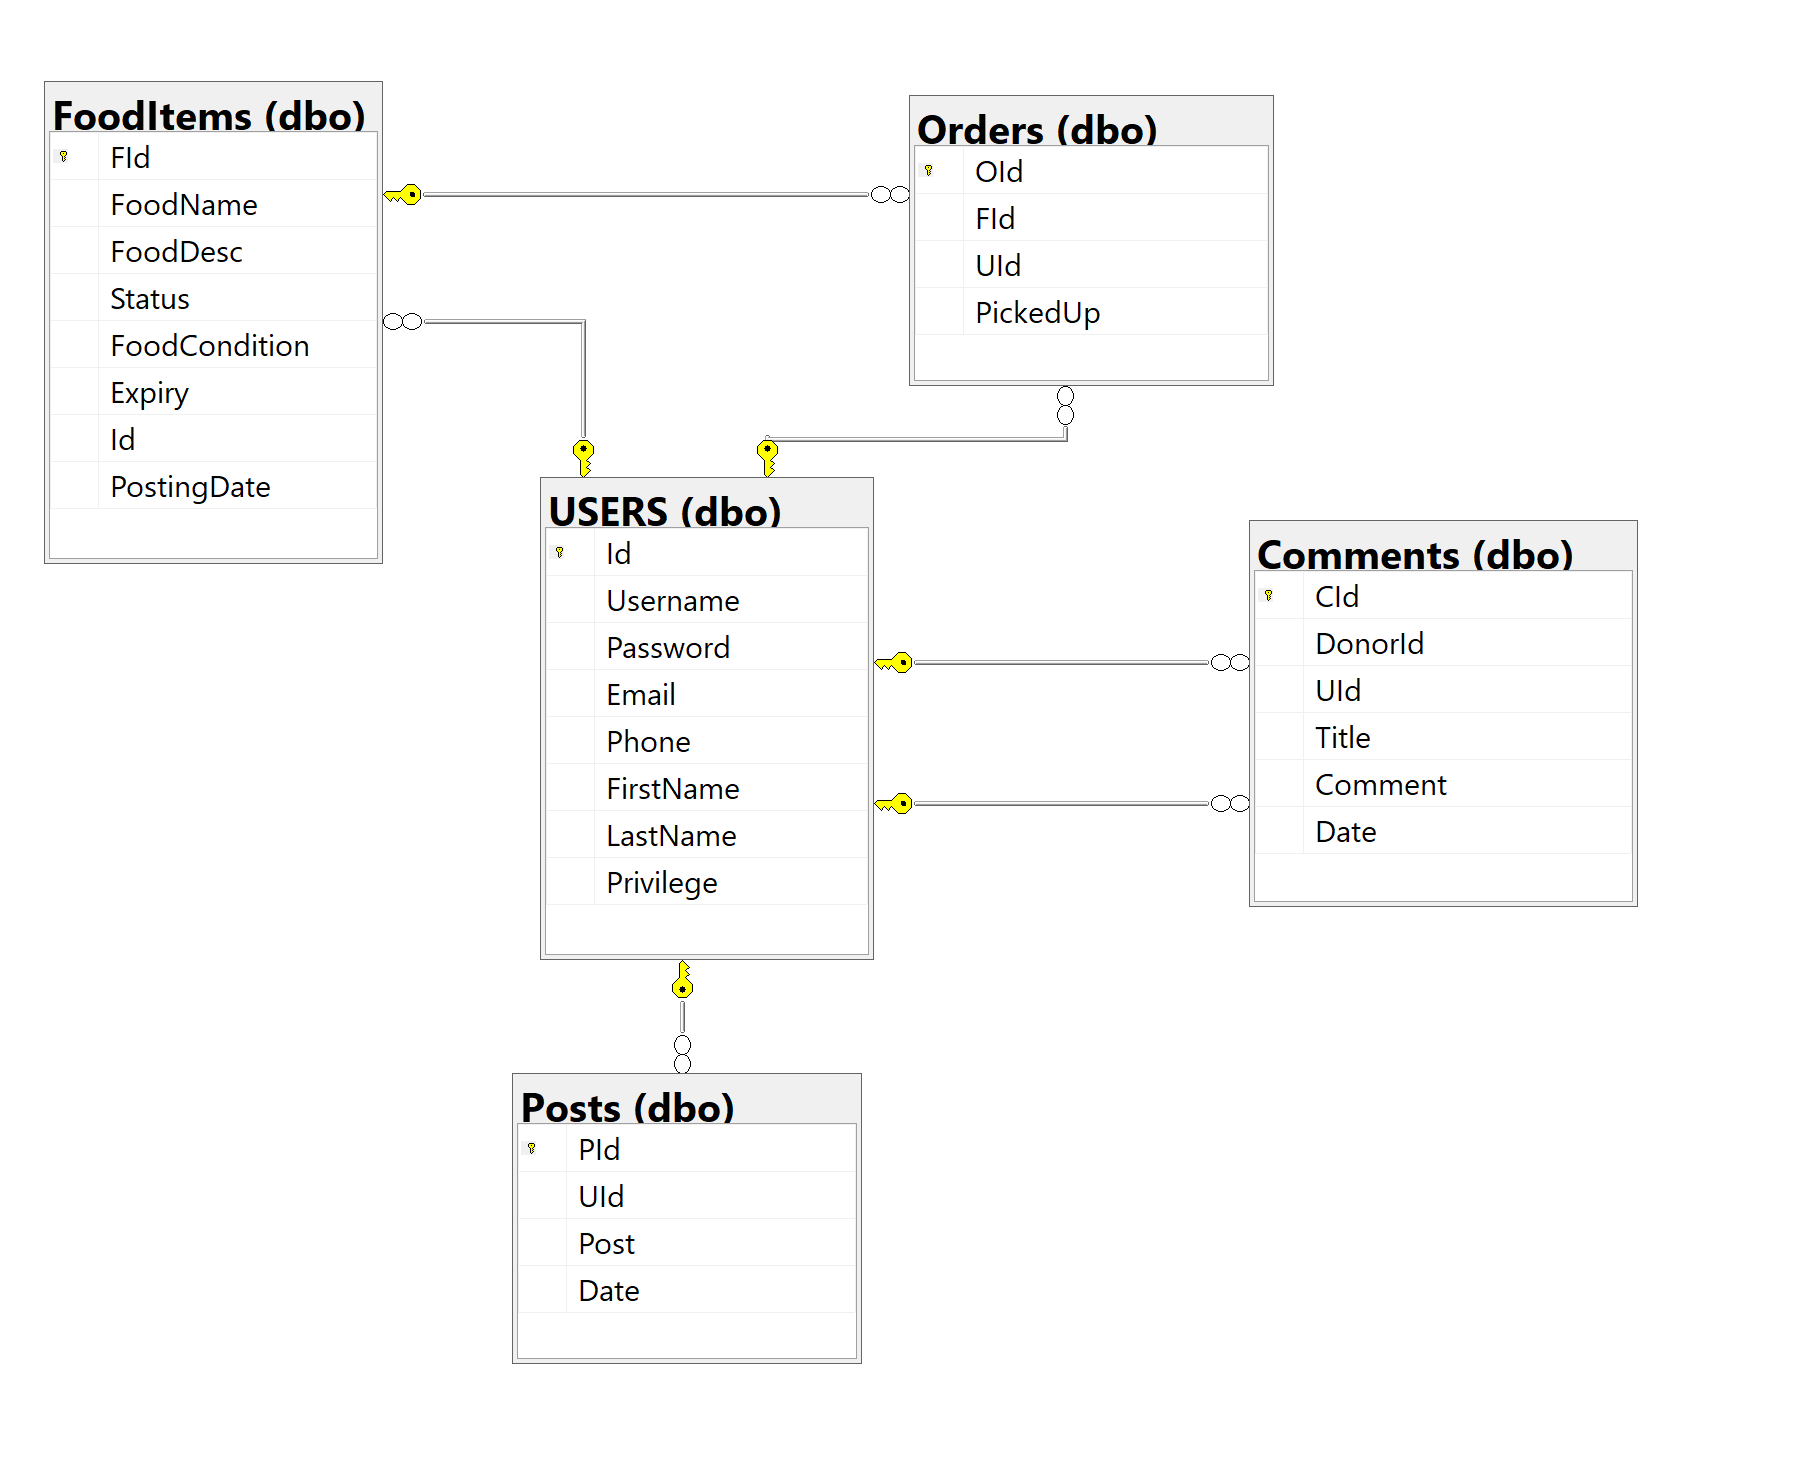 FoodItems (dbo)
FId
FoodName
FoodDesc
Status
FoodCondition
Expiry
Id
PostingDate
Orders (dbo)
OId
FId
UId
PickedUp
USERS (dbo)
Id
Username
Password
Email
Phone
FirstName
LastName
Privilege
Comments (dbo)
CId
DonorId
UId
Title
Comment
Date
Posts (dbo)
PId
UId
Post
Date